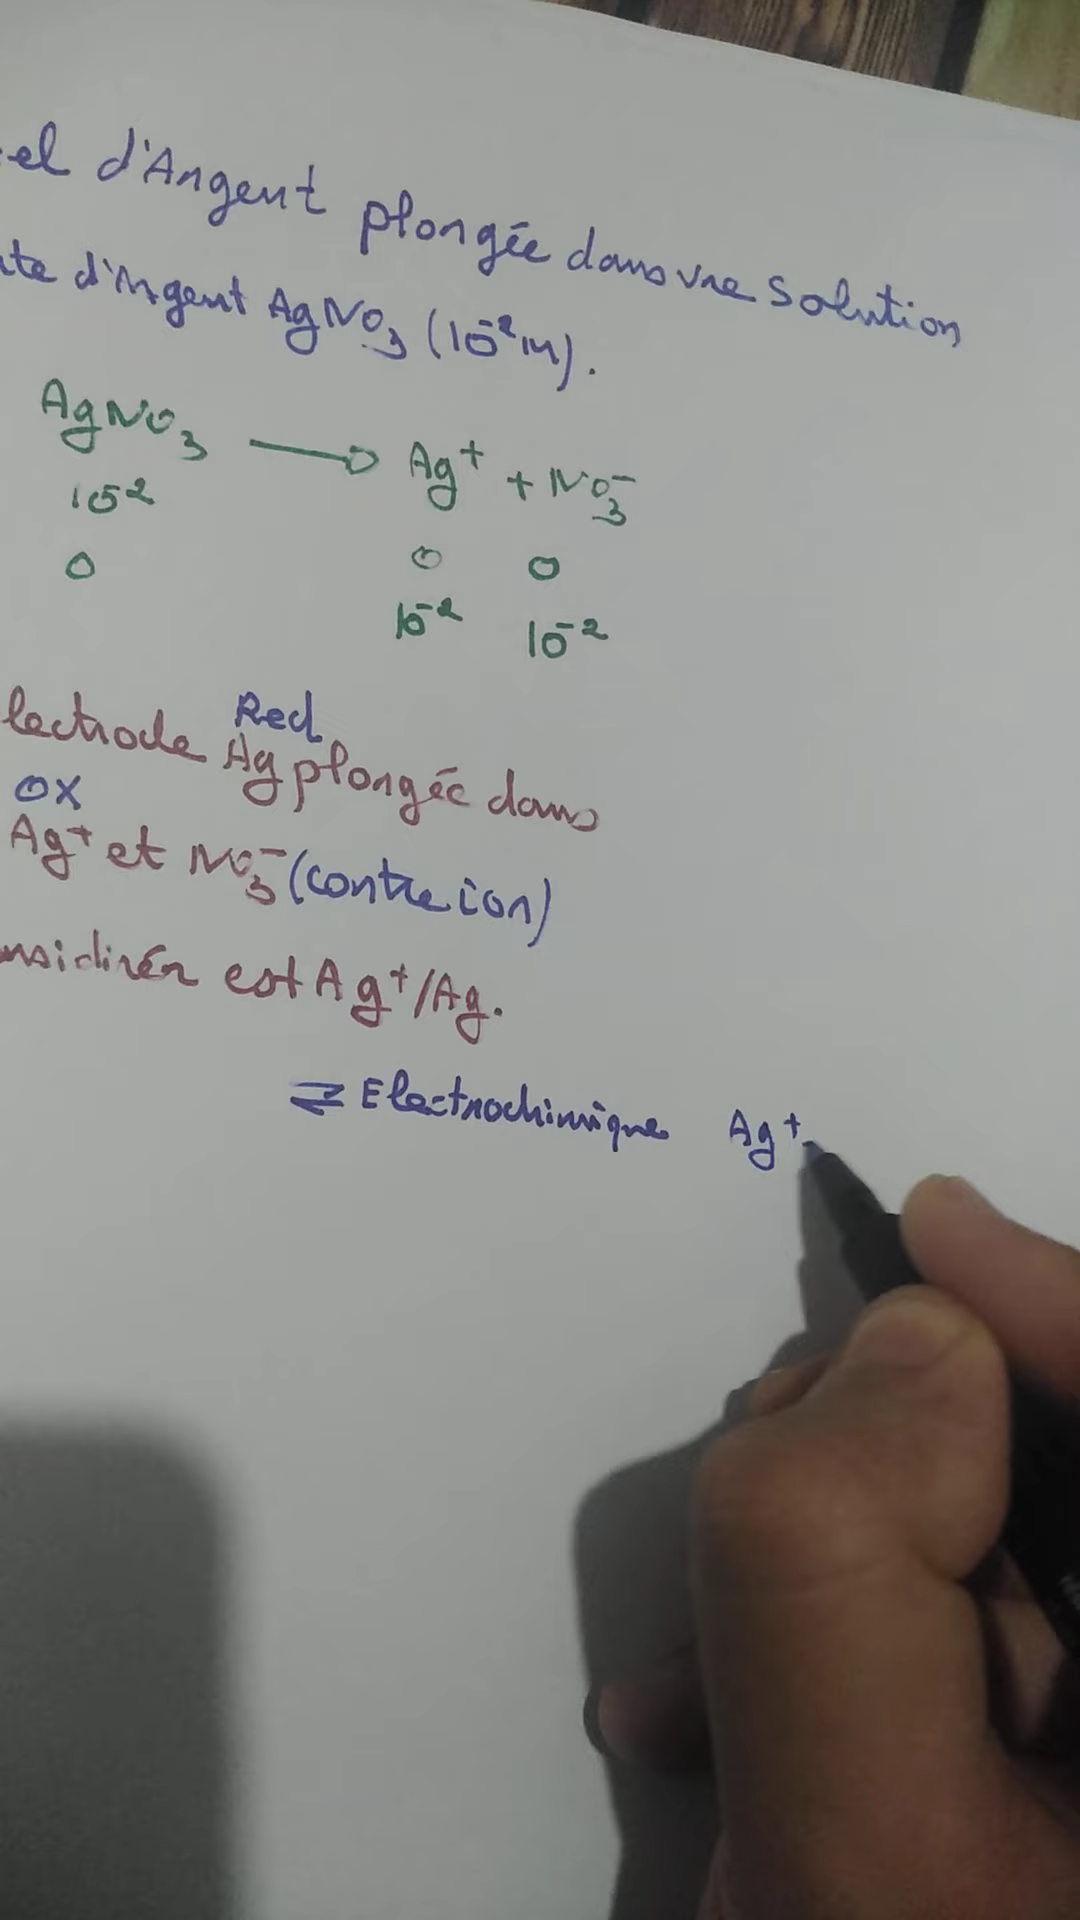 el d'Argent plongée dans une solution
ate d'Argent AgNO₃ (10⁻²M).
AgNO₃ → Ag⁺ + NO₃⁻
10⁻² 0 0
0 10⁻² 10⁻²
Red
lectrode Ag plongée dans
OX
Ag⁺ et NO₃⁻ (contre ion)
nsidirér est Ag⁺/Ag.
⇌ Electrochimique Ag⁺